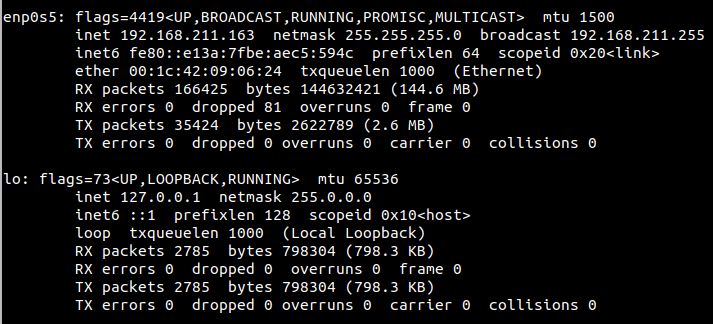 enp0s5: flags=4419<UP,BROADCAST,RUNNING,PROMISC,MULTICAST>  mtu 1500
        inet 192.168.211.163  netmask 255.255.255.0  broadcast 192.168.211.255
        inet6 fe80::e13a:7fbe:aec5:594c  prefixlen 64  scopeid 0x20<link>
        ether 00:1c:42:09:06:24  txqueuelen 1000  (Ethernet)
        RX packets 166425  bytes 144632421 (144.6 MB)
        RX errors 0  dropped 81  overruns 0  frame 0
        TX packets 35424  bytes 2622789 (2.6 MB)
        TX errors 0  dropped 0 overruns 0  carrier 0  collisions 0

lo: flags=73<UP,LOOPBACK,RUNNING>  mtu 65536
        inet 127.0.0.1  netmask 255.0.0.0
        inet6 ::1  prefixlen 128  scopeid 0x10<host>
        loop  txqueuelen 1000  (Local Loopback)
        RX packets 2785  bytes 798304 (798.3 KB)
        RX errors 0  dropped 0  overruns 0  frame 0
        TX packets 2785  bytes 798304 (798.3 KB)
        TX errors 0  dropped 0 overruns 0  carrier 0  collisions 0